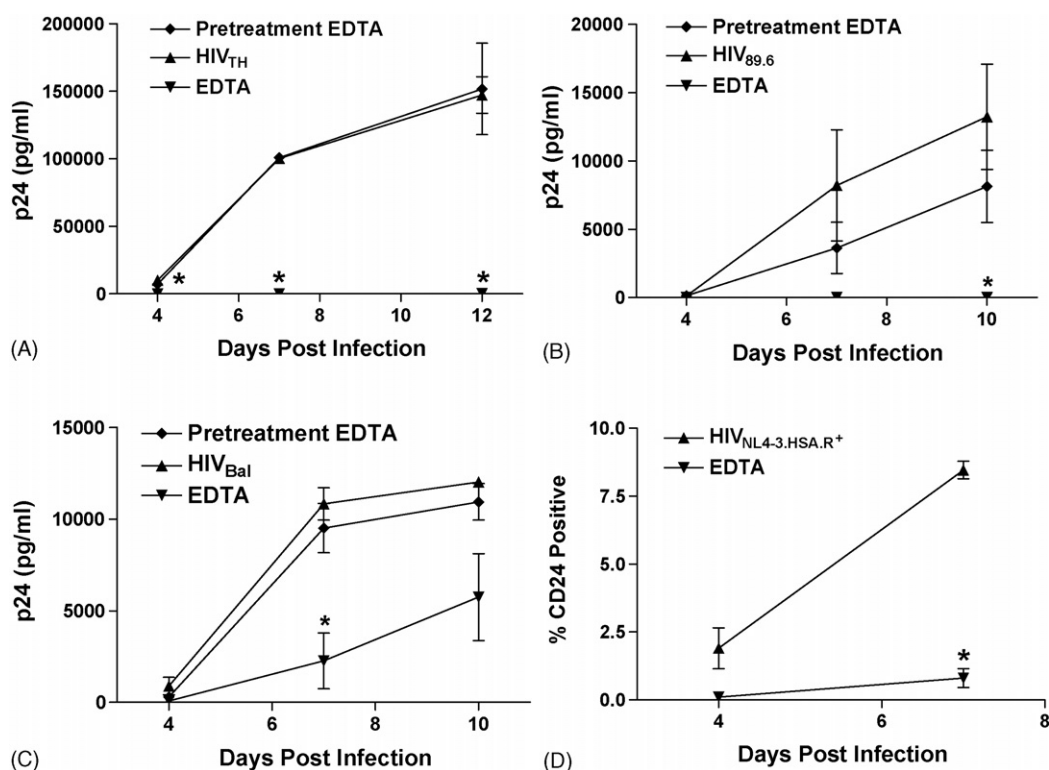 200000
150000
100000
50000
0
p24 (pg/ml)
Pretreatment EDTA
HIV_TH
EDTA
*
*
*
4
6
8
10
12
Days Post Infection
(A)
20000
15000
10000
5000
0
p24 (pg/ml)
Pretreatment EDTA
HIV_89.6
EDTA
*
4
6
8
10
Days Post Infection
(B)
15000
10000
5000
0
p24 (pg/ml)
Pretreatment EDTA
HIV_Bal
EDTA
*
4
6
8
10
Days Post Infection
(C)
10.0
7.5
5.0
2.5
0.0
% CD24 Positive
HIV_NL4-3.HSA.R+
EDTA
*
4
6
8
Days Post Infection
(D)